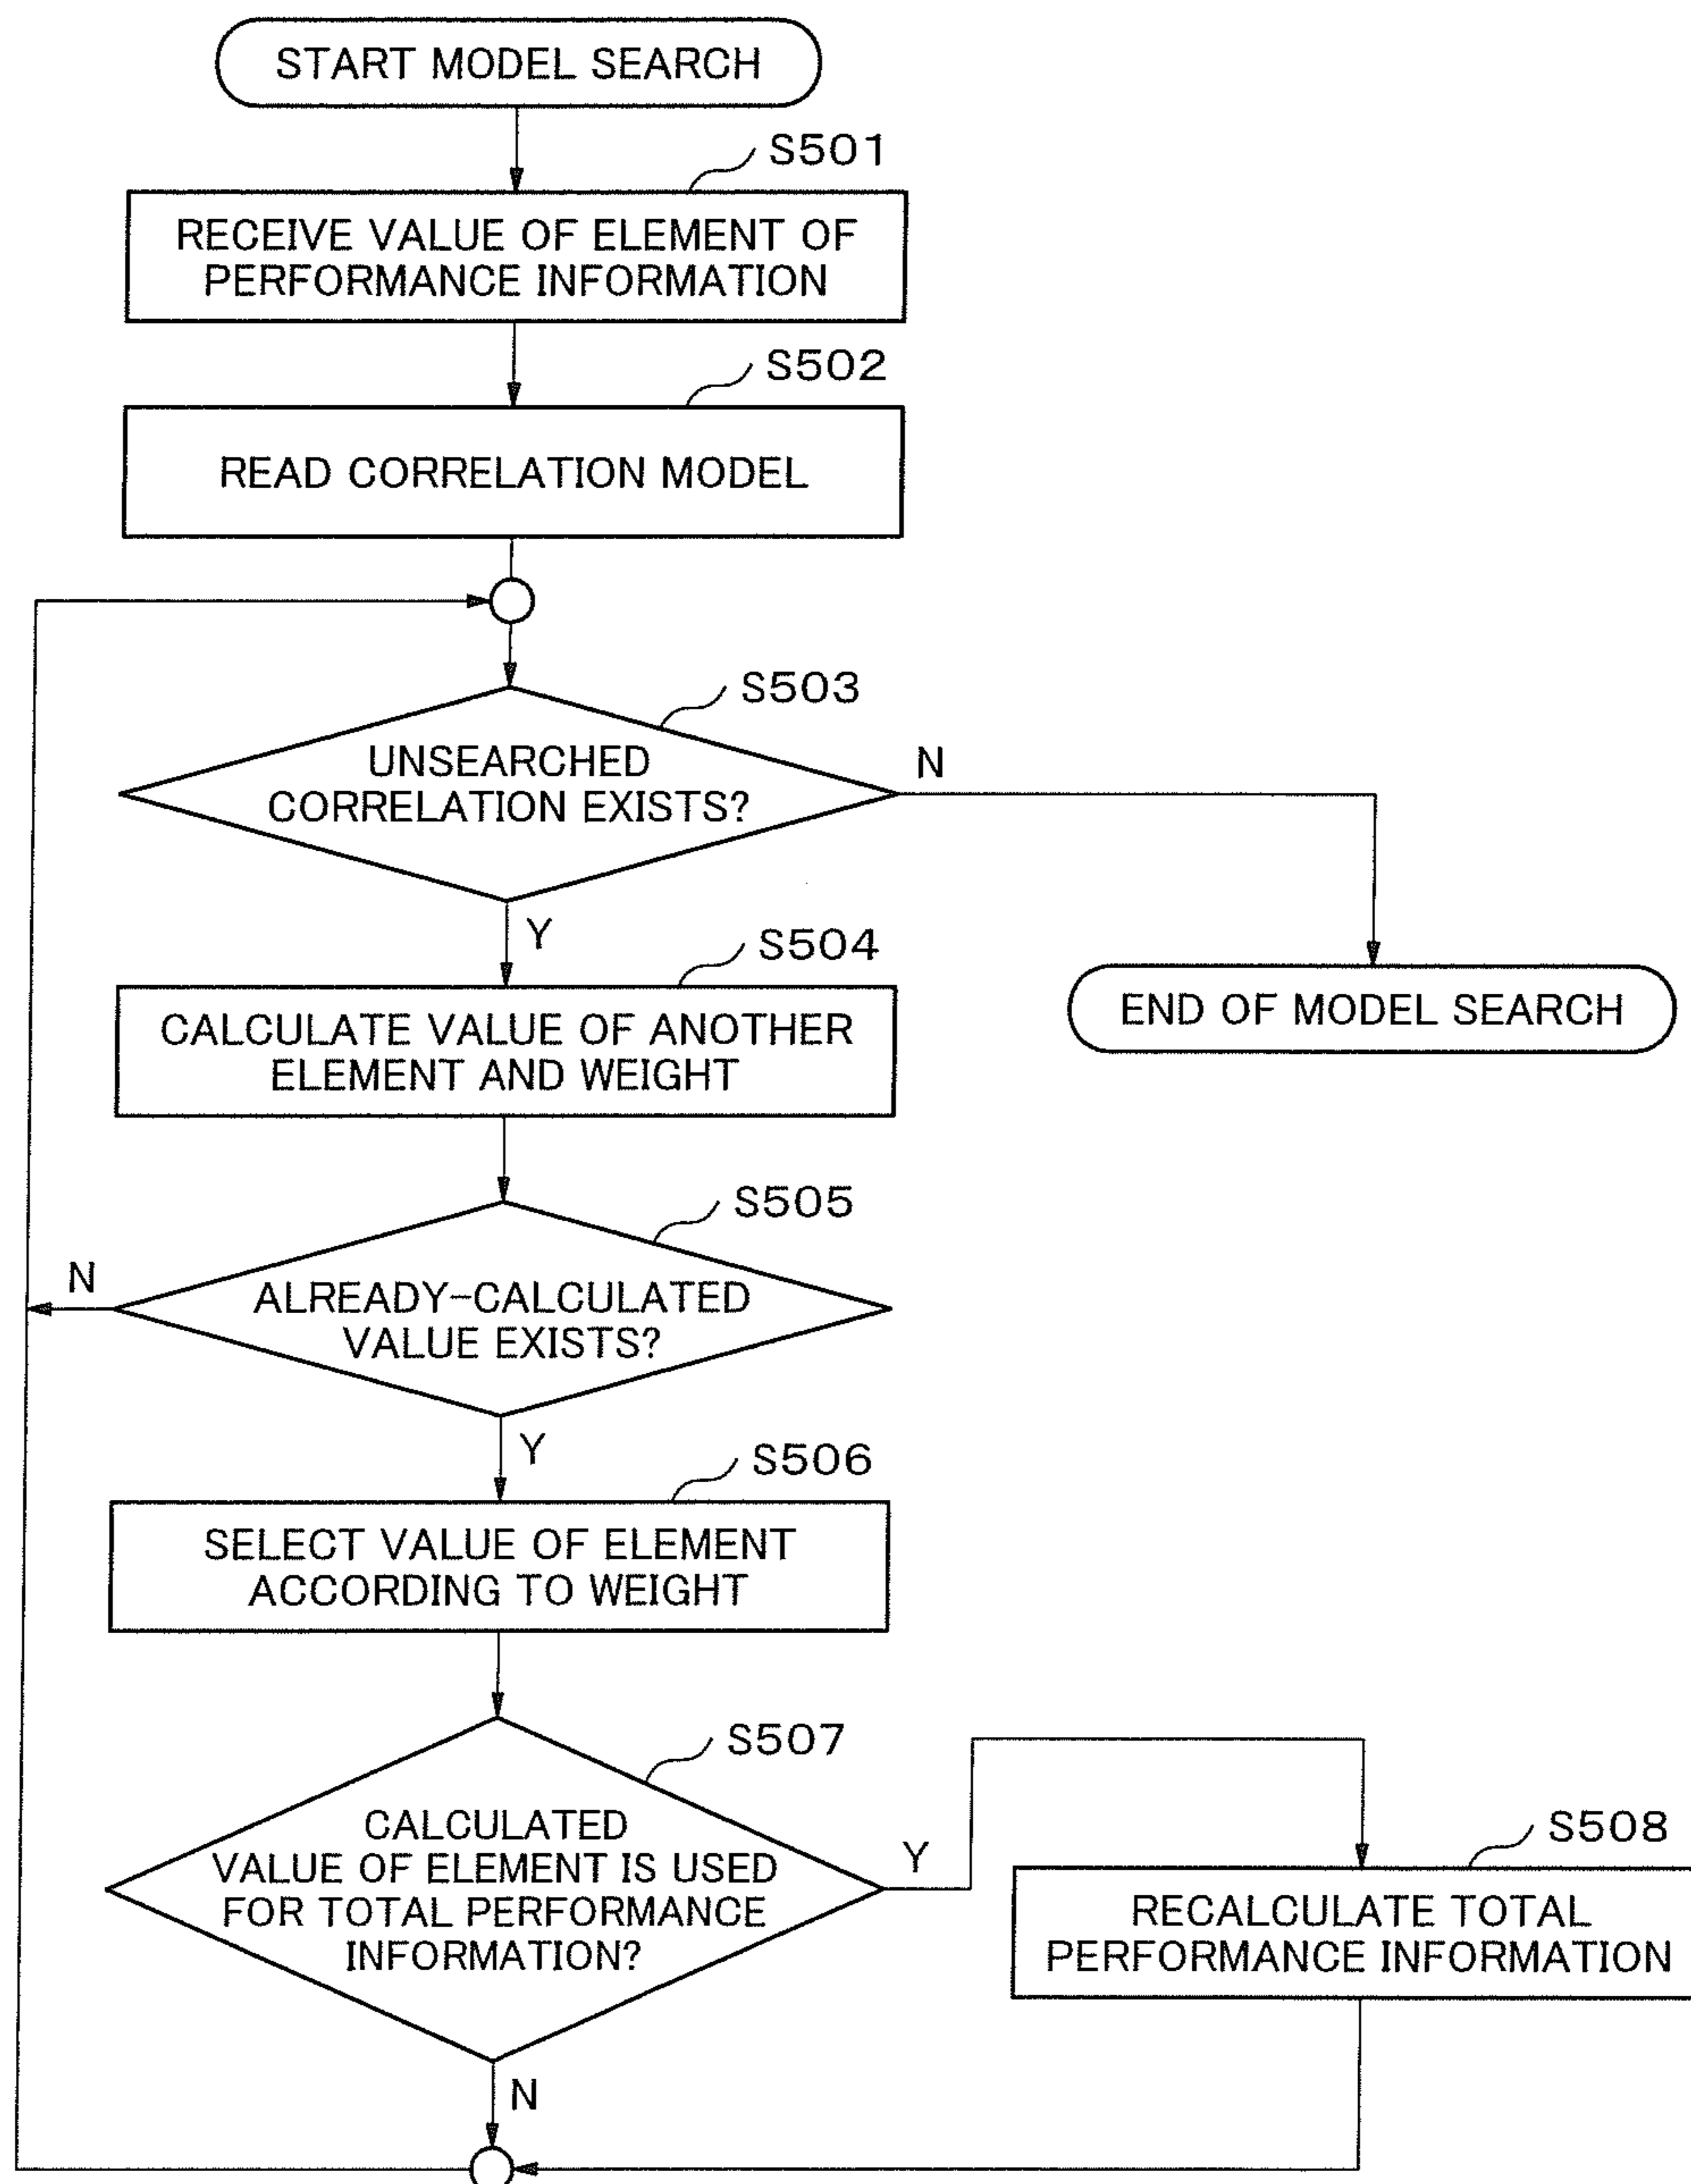 START MODEL SEARCH
S501
RECEIVE VALUE OF ELEMENT OF
PERFORMANCE INFORMATION
S502
READ CORRELATION MODEL
S503
UNSEARCHED
CORRELATION EXISTS?
N
Y
S504
CALCULATE VALUE OF ANOTHER
ELEMENT AND WEIGHT
END OF MODEL SEARCH
S505
ALREADY-CALCULATED
VALUE EXISTS?
N
Y
S506
SELECT VALUE OF ELEMENT
ACCORDING TO WEIGHT
S507
CALCULATED
VALUE OF ELEMENT IS USED
FOR TOTAL PERFORMANCE
INFORMATION?
Y
S508
RECALCULATE TOTAL
PERFORMANCE INFORMATION
N